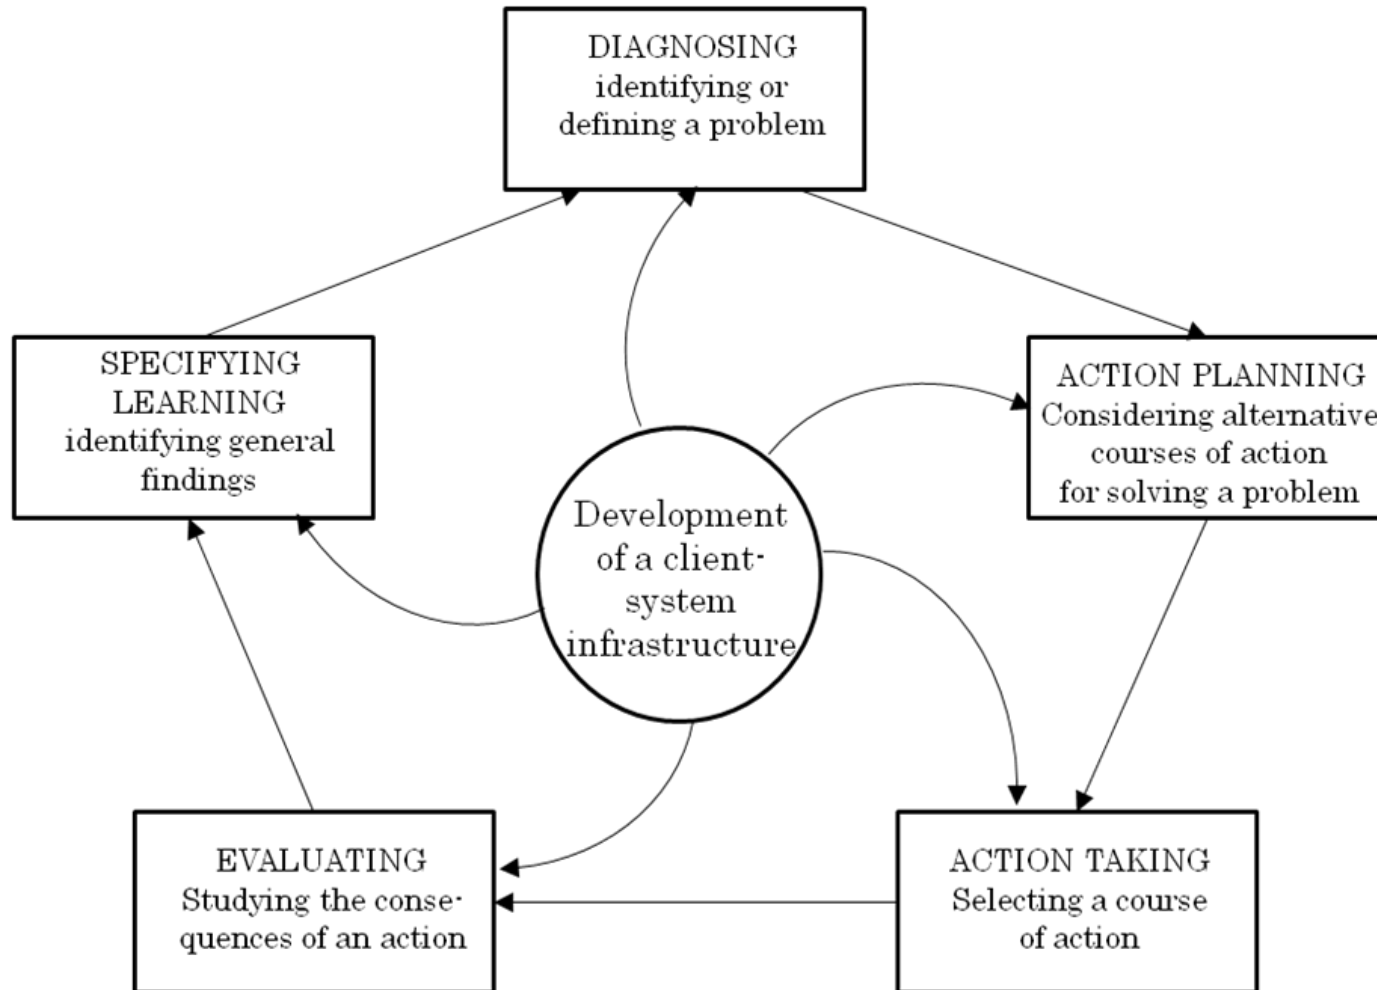 DIAGNOSING
identifying or
defining a problem
SPECIFYING
LEARNING
identifying general
findings
ACTION PLANNING
Considering alternative
courses of action
for solving a problem
Development
of a client-
system
infrastructure
EVALUATING
Studying the conse-
quences of an action
ACTION TAKING
Selecting a course
of action